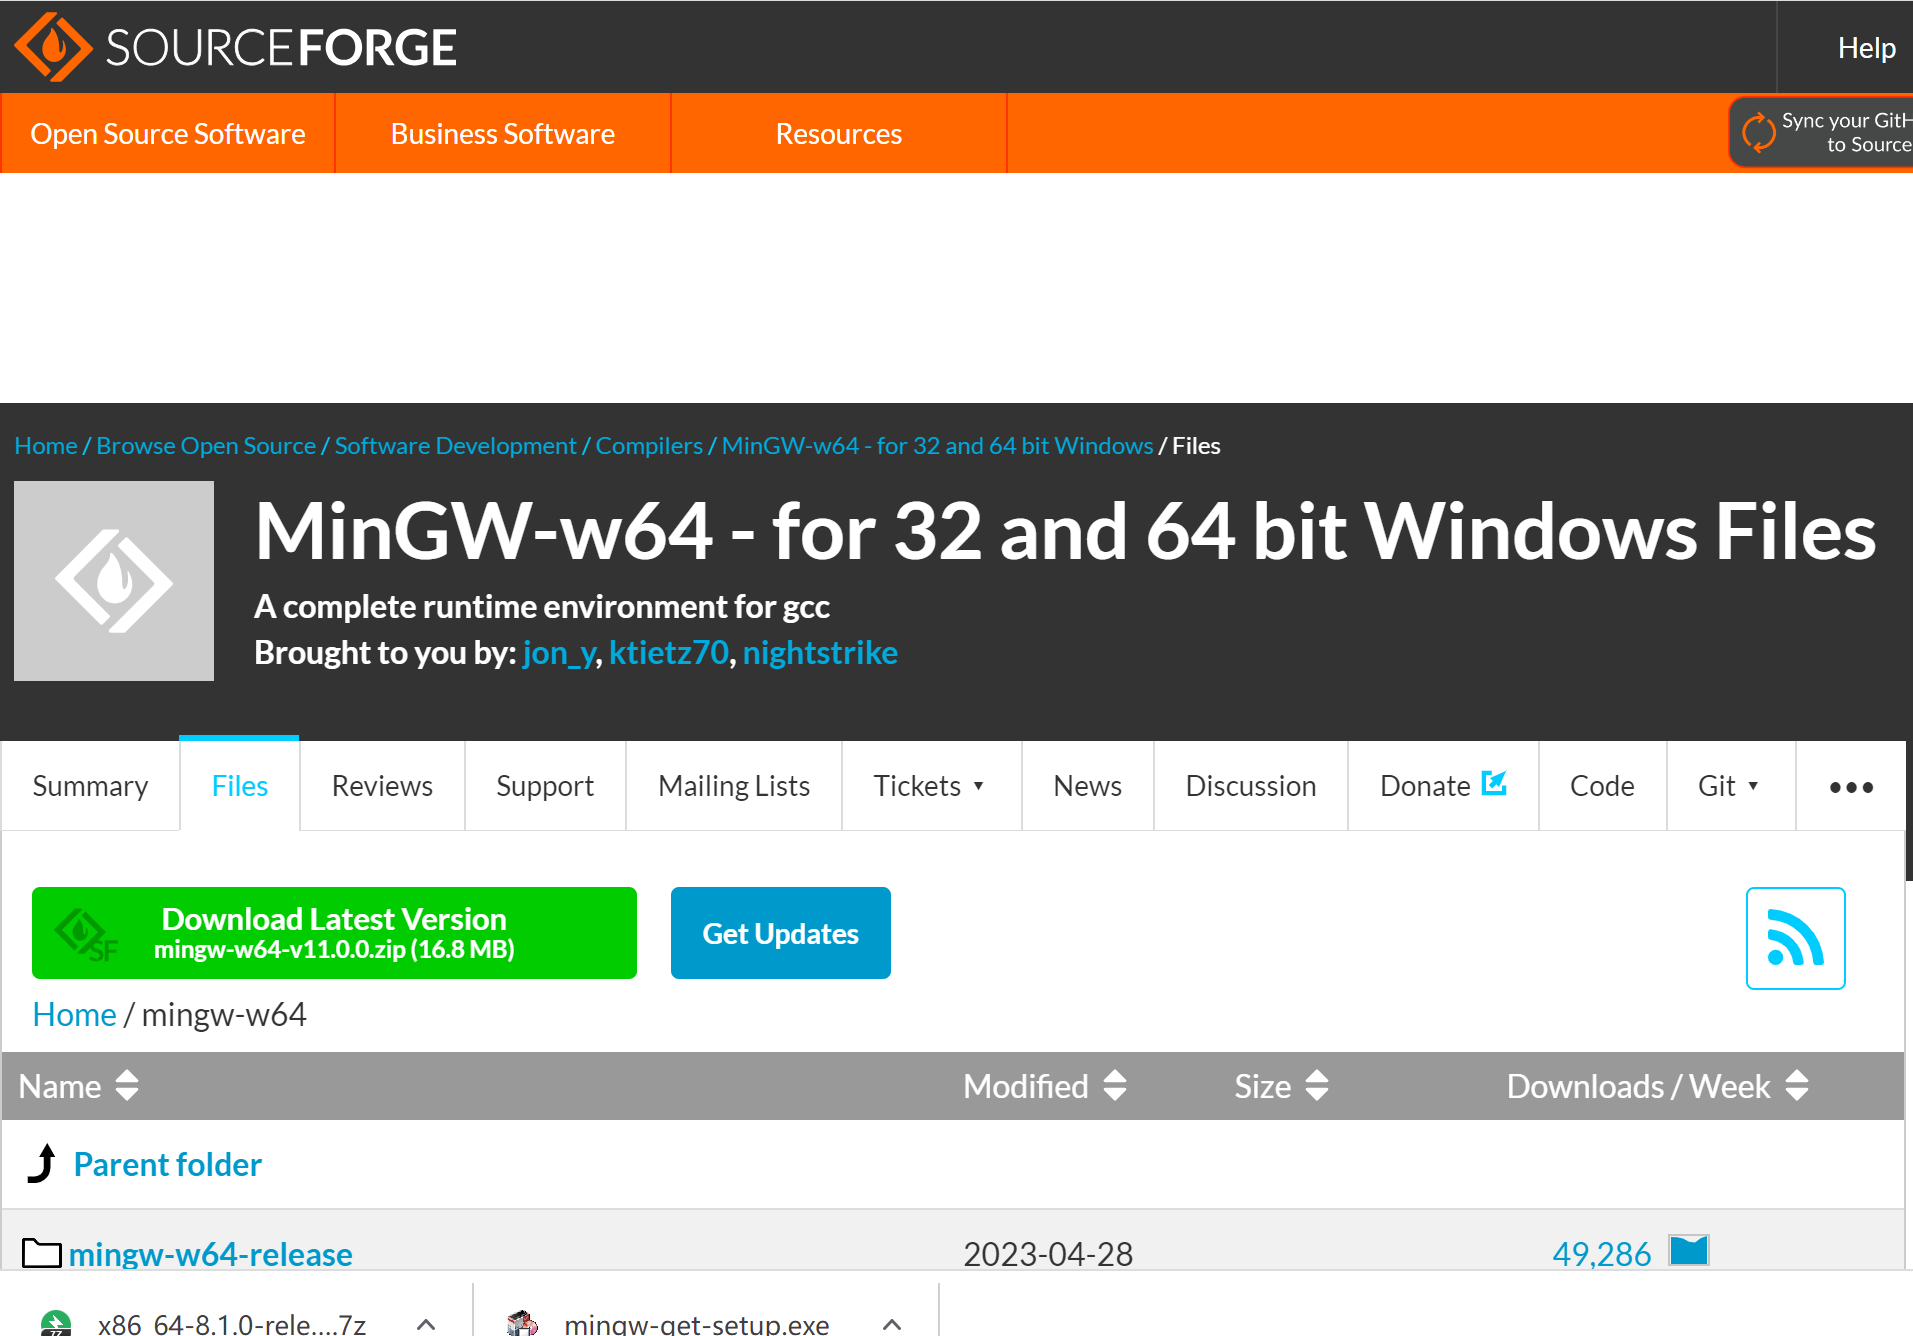 SOURCEFORGE
Help
Open Source Software
Business Software
Resources
Sync your GitH
to Source
Home / Browse Open Source / Software Development / Compilers / MinGW-w64 - for 32 and 64 bit Windows / Files
MinGW-w64 - for 32 and 64 bit Windows Files
A complete runtime environment for gcc
Brought to you by: jon_y, ktietz70, nightstrike
Summary
Files
Reviews
Support
Mailing Lists
Tickets ▼
News
Discussion
Donate
Code
Git ▼
•••
SF
Download Latest Version
mingw-w64-v11.0.0.zip (16.8 MB)
Get Updates
Home / mingw-w64
Name
Modified
Size
Downloads / Week
Parent folder
mingw-w64-release
2023-04-28
49,286
7Z
x86_64-8.1.0-rele....7z
mingw-get-setup.exe